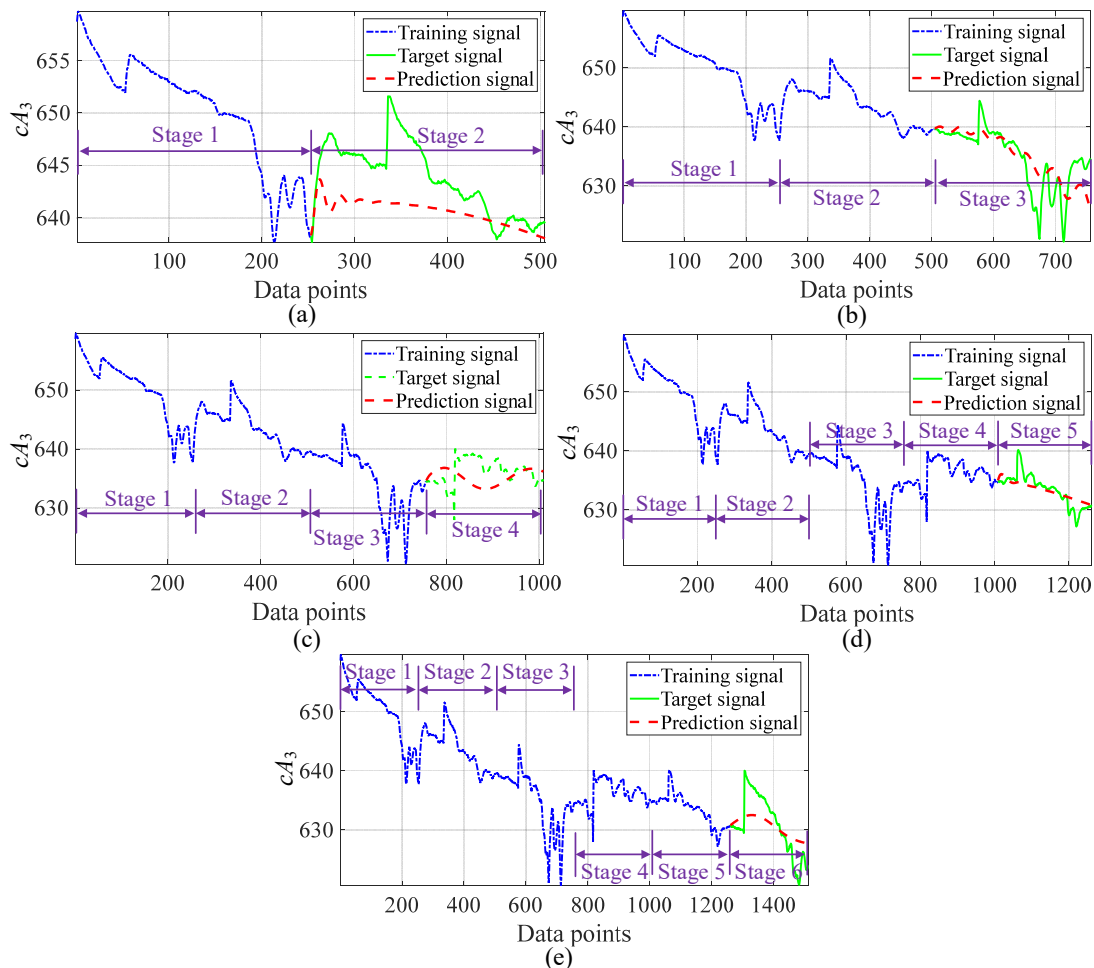 Training signal
Target signal
Prediction signal
655
650
645
640
cA3
Stage 1
Stage 2
100
200
300
400
500
Data points
(a)
Training signal
Target signal
Prediction signal
650
640
630
cA3
Stage 1
Stage 2
Stage 3
100
200
300
400
500
600
700
Data points
(b)
Training signal
Target signal
Prediction signal
650
640
630
cA3
Stage 1
Stage 2
Stage 3
Stage 4
200
400
600
800
1000
Data points
(c)
Training signal
Target signal
Prediction signal
650
640
630
cA3
Stage 3
Stage 4
Stage 5
Stage 1
Stage 2
200
400
600
800
1000
1200
Data points
(d)
Stage 1
Stage 2
Stage 3
Training signal
Target signal
Prediction signal
650
640
630
cA3
Stage 4
Stage 5
Stage 6
200
400
600
800
1000
1200
1400
Data points
(e)